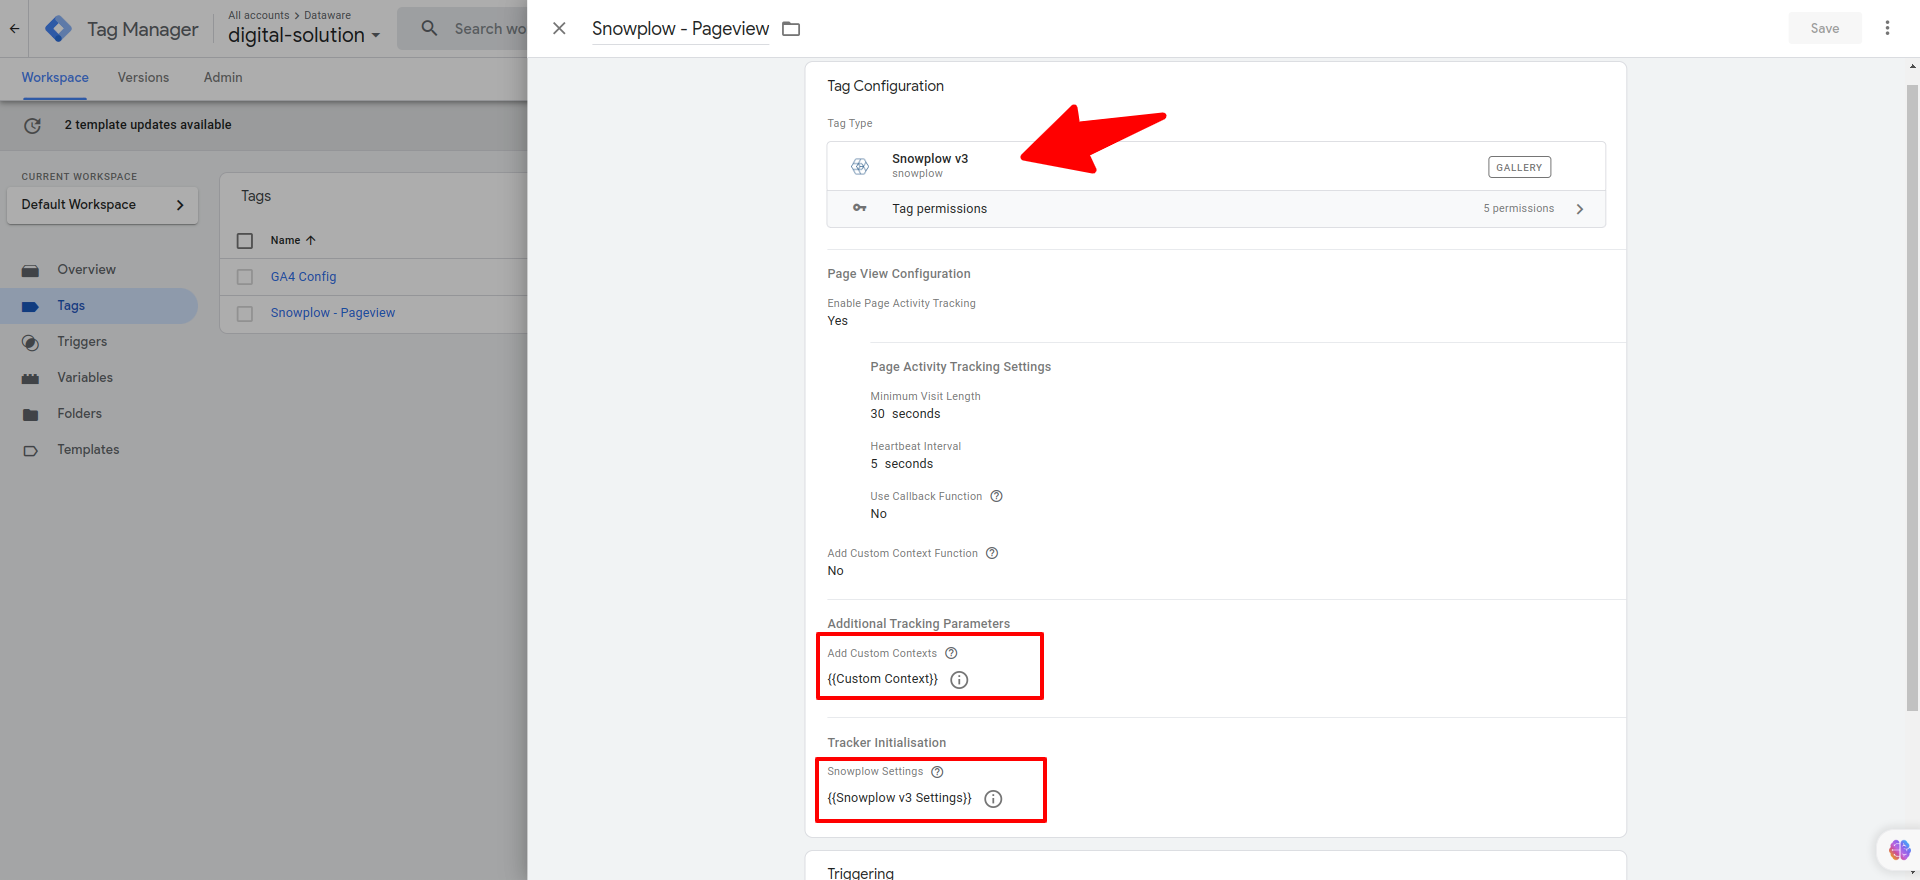 Tag Manager
All accounts > Dataware
digital-solution
Search wo
Snowplow - Pageview
Save
Workspace
Versions
Admin
2 template updates available
CURRENT WORKSPACE
Default Workspace
Overview
Tags
Triggers
Variables
Folders
Templates
Tags
Name
GA4 Config
Snowplow - Pageview
Tag Configuration
Tag Type
Snowplow v3
snowplow
GALLERY
Tag permissions
5 permissions
Page View Configuration
Enable Page Activity Tracking
Yes
Page Activity Tracking Settings
Minimum Visit Length
30 seconds
Heartbeat Interval
5 seconds
Use Callback Function
No
Add Custom Context Function
No
Additional Tracking Parameters
Add Custom Contexts
{{Custom Context}}
Tracker Initialisation
Snowplow Settings
{{Snowplow v3 Settings}}
Triggering